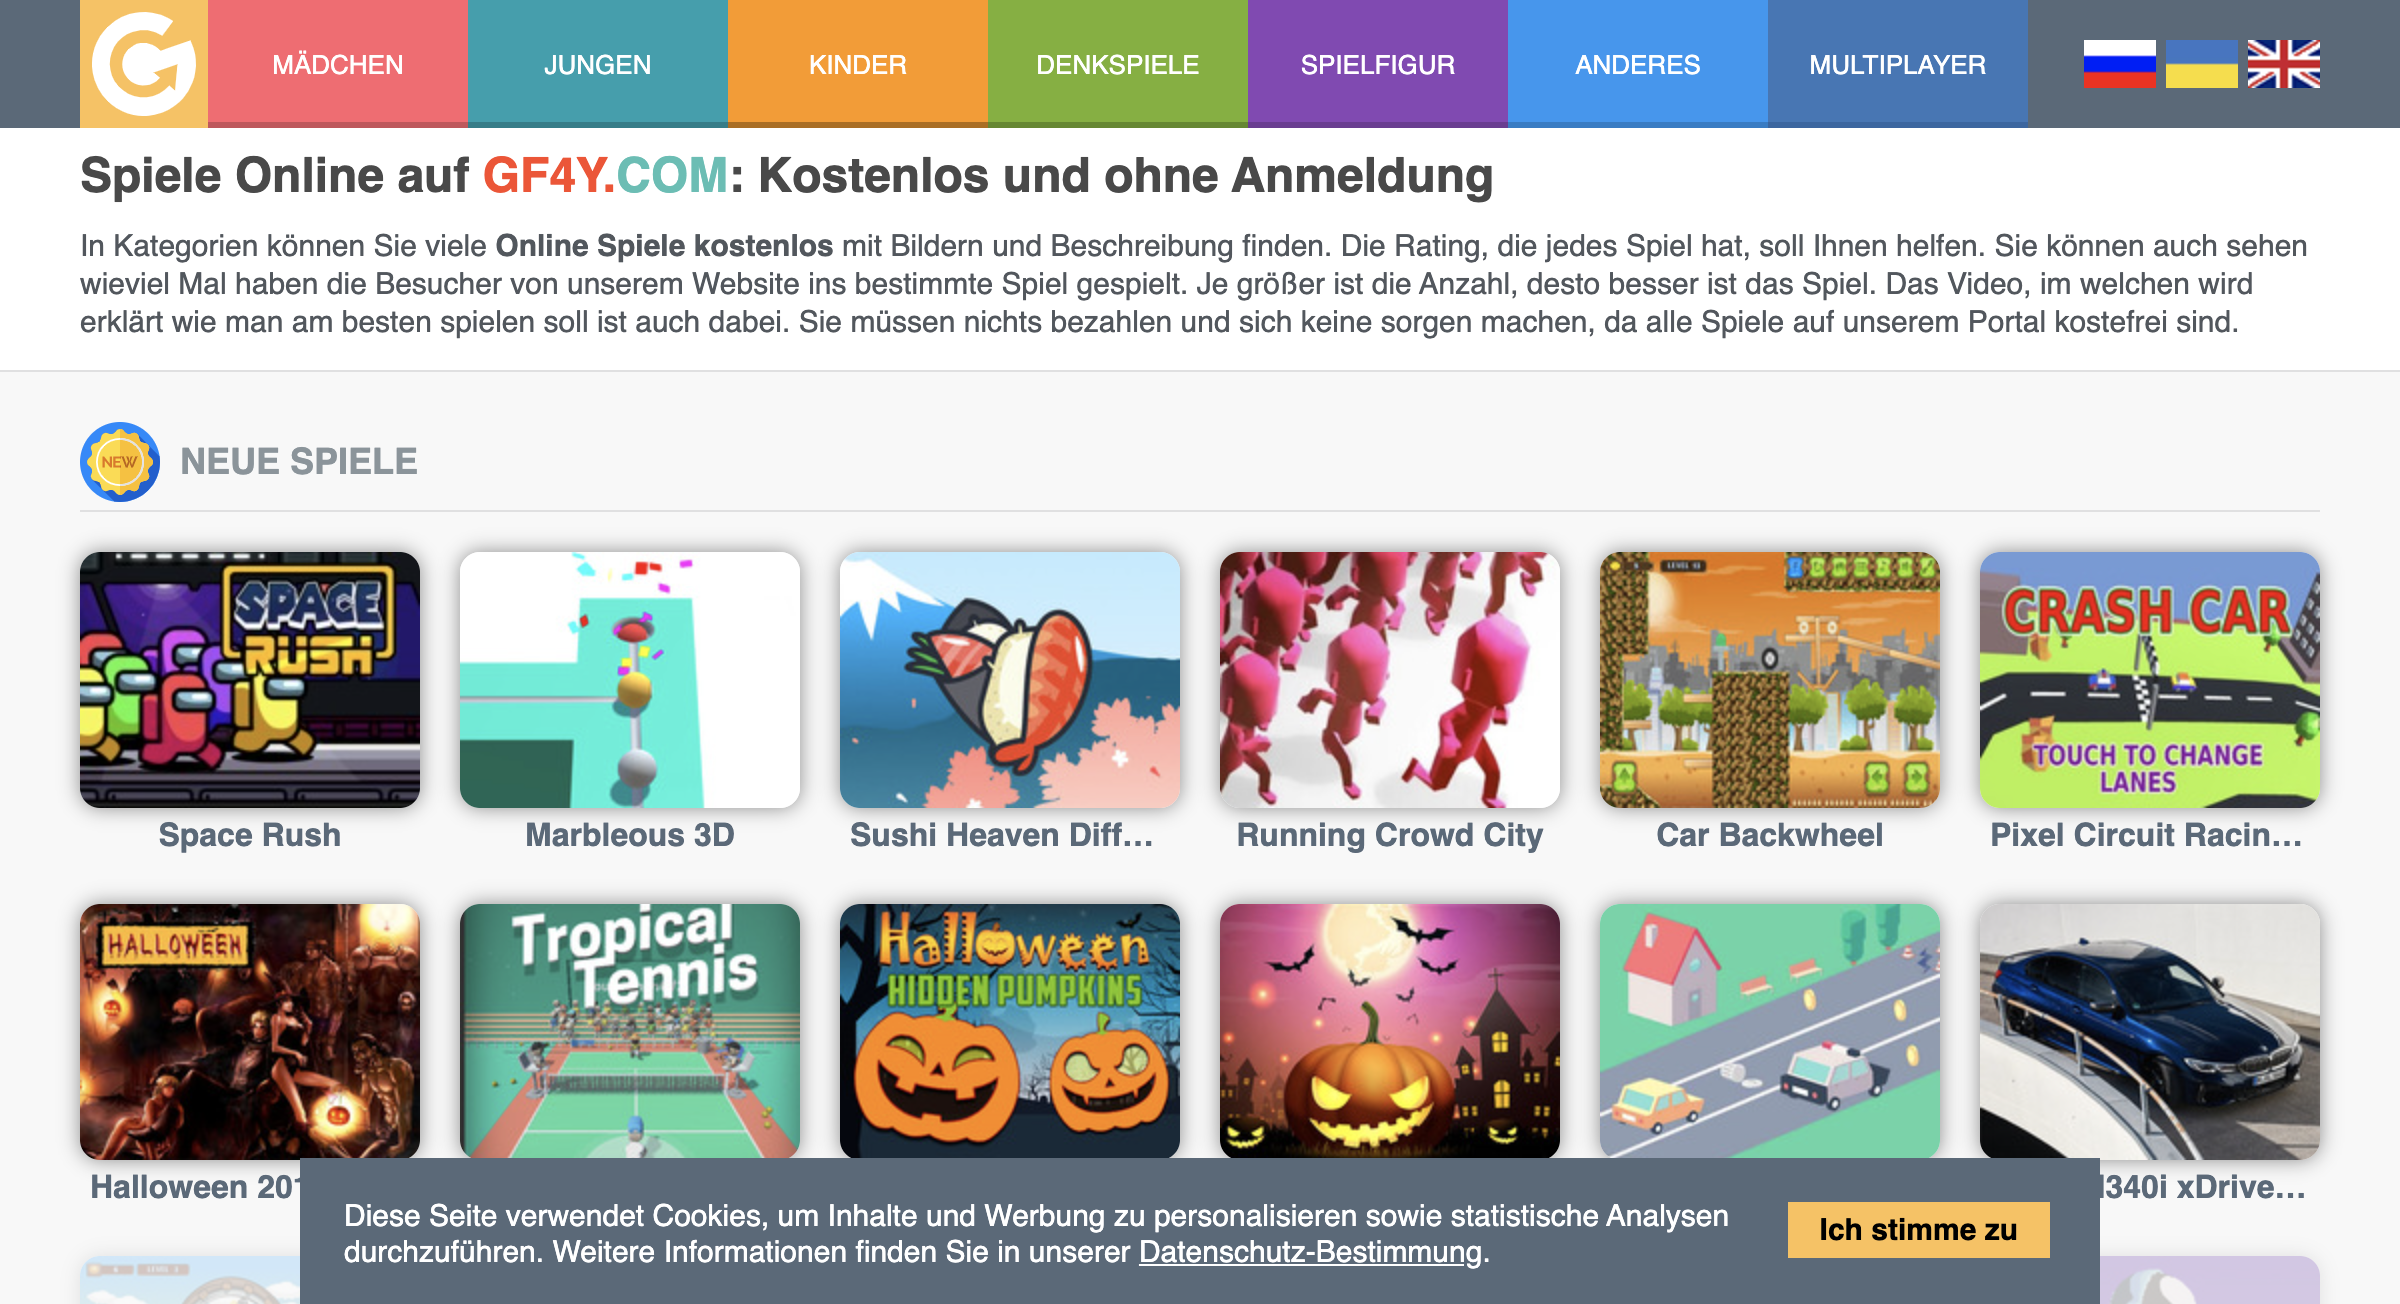 MÄDCHEN
JUNGEN
KINDER
DENKSPIELE
SPIELFIGUR
ANDERES
MULTIPLAYER
Spiele Online auf GF4Y.COM: Kostenlos und ohne Anmeldung
In Kategorien können Sie viele Online Spiele kostenlos mit Bildern und Beschreibung finden. Die Rating, die jedes Spiel hat, soll Ihnen helfen. Sie können auch sehen
wieviel Mal haben die Besucher von unserem Website ins bestimmte Spiel gespielt. Je größer ist die Anzahl, desto besser ist das Spiel. Das Video, im welchen wird
erklärt wie man am besten spielen soll ist auch dabei. Sie müssen nichts bezahlen und sich keine sorgen machen, da alle Spiele auf unserem Portal kostefrei sind.
NEW
NEUE SPIELE
SPACE
RUSH
CRASH CAR
TOUCH TO CHANGE
LANES
Space Rush
Marbleous 3D
Sushi Heaven Diff...
Running Crowd City
Car Backwheel
Pixel Circuit Racin...
HALLOWEEN
Tropical
Tennis
Halloween
HIDDEN PUMPKINS
Halloween 201
340i xDrive...
Diese Seite verwendet Cookies, um Inhalte und Werbung zu personalisieren sowie statistische Analysen
durchzuführen. Weitere Informationen finden Sie in unserer Datenschutz-Bestimmung.
Ich stimme zu